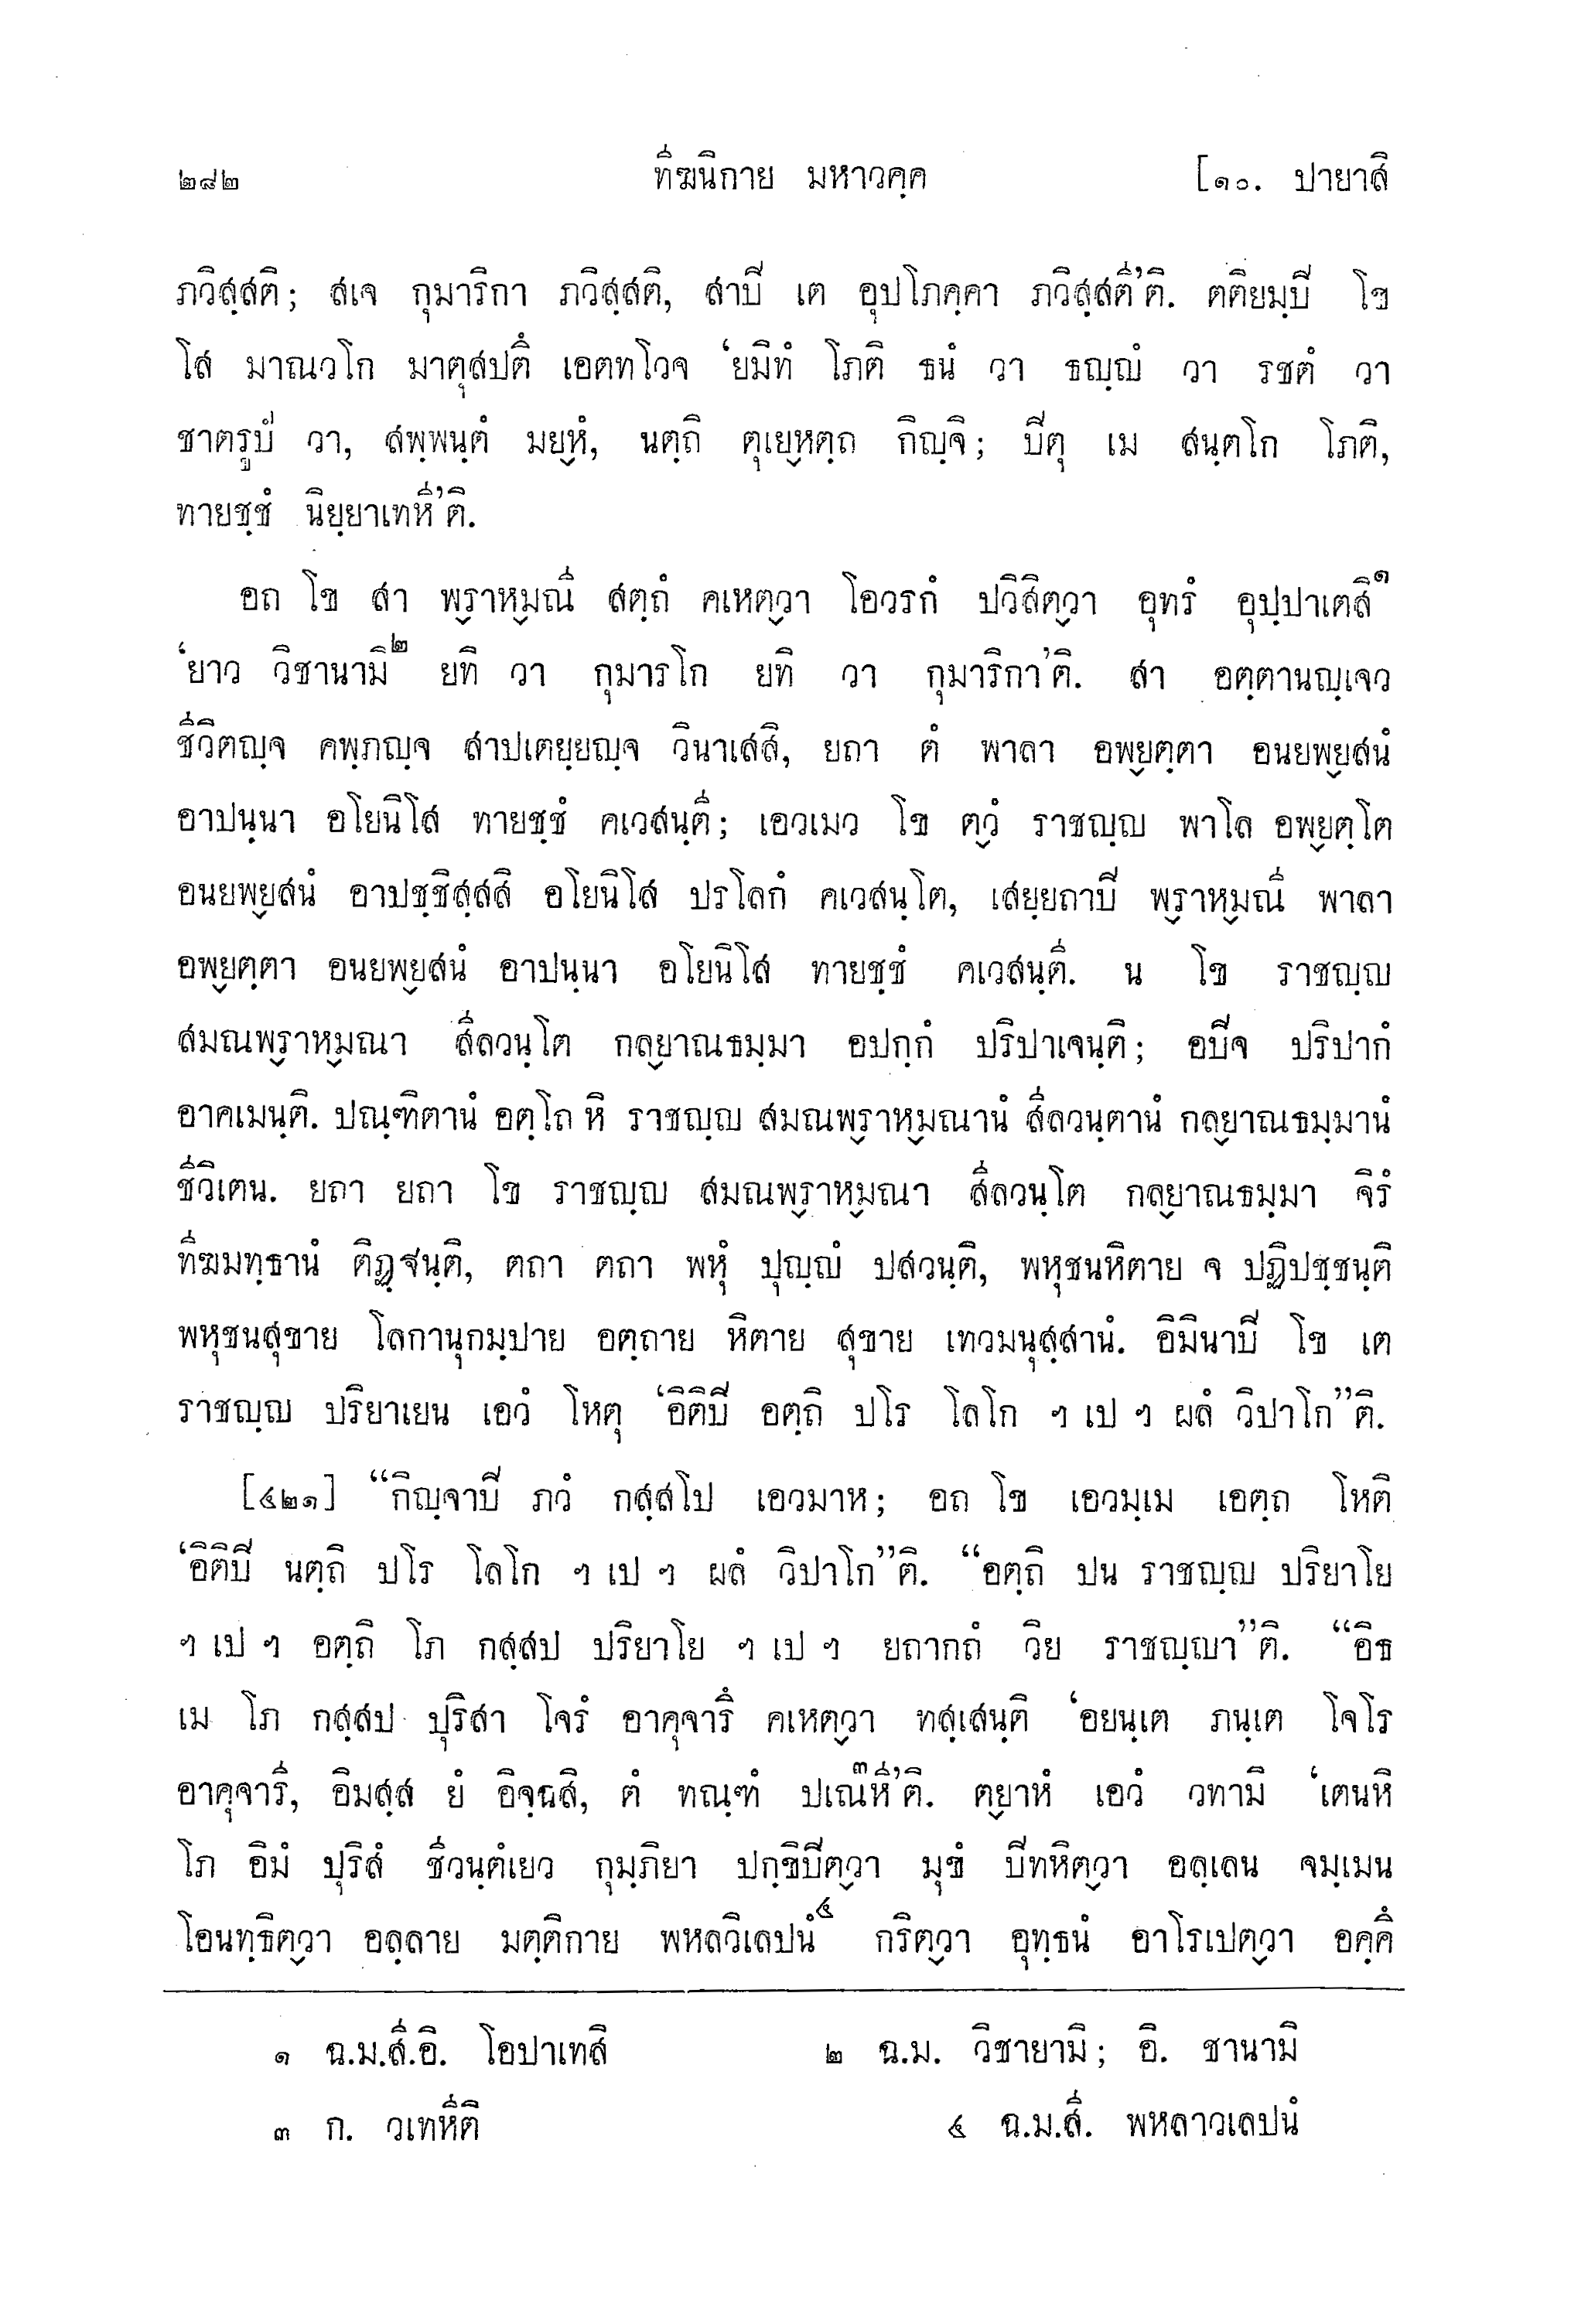 ๒๘๒ ทีฆนิกาย มหาวคฺค [๑๐. ปายาสิ
ภวิสฺสติ; สเจ กุมาริกา ภวิสฺสติ, สาปิ เต อุปโภคฺคา ภวิสฺสตี’ติ. ตติยมฺปิ โข
โส มาณวโก มาตุสปตึ เอตทโวจ ‘ยมิทํ โภติ ธนํ วา ธญฺญํ วา รชตํ วา
ชาตรูปํ วา, สพฺพนฺตํ มยฺหํ, นตฺถิ ตุเยฺหตฺถ กิญฺจิ; ปิตุ เม สนฺตโก โภติ,
ทายชฺชํ นิยฺยาเทหี’ติ.
อถ โข สา พฺราหฺมณี สตฺถํ คเหตฺวา โอวรกํ ปวิสิตฺวา อุทรํ อุปฺปาเตสิ๑
‘ยาว วิชานามิ๒ ยทิ วา กุมารโก ยทิ วา กุมาริกา’ติ. สา อตฺตานญฺเจว
ชีวิตญฺจ คพฺภญฺจ สาปเตยฺยญฺจ วินาเสสิ, ยถา ตํ พาลา อพฺยตฺตา อนยพฺยสนํ
อาปนฺนา อโยนิโส ทายชฺชํ คเวสนฺตี; เอวเมว โข ตฺวํ ราชญฺญ พาโล อพฺยตฺโต
อนยพฺยสนํ อาปชฺชิสฺสสิ อโยนิโส ปรโลกํ คเวสนฺโต, เสยฺยถาปิ พฺราหฺมณี พาลา
อพฺยตฺตา อนยพฺยสนํ อาปนฺนา อโยนิโส ทายชฺชํ คเวสนฺตี. น โข ราชญฺญ
สมณพฺราหฺมณา สีลวนฺโต กลฺยาณธมฺมา อปกฺกํ ปริปาเจนฺติ; อปิจ ปริปากํ
อาคเมนฺติ. ปณฺฑิตานํ อตฺโถ หิ ราชญฺญ สมณพฺราหฺมณานํ สีลวนฺตานํ กลฺยาณธมฺมานํ
ชีวิเตน. ยถา ยถา โข ราชญฺญ สมณพฺราหฺมณา สีลวนฺโต กลฺยาณธมฺมา จิรํ
ทีฆมทฺธานํ ติฏฺฐนฺติ, ตถา ตถา พหุํ ปุญฺญํ ปสวนฺติ, พหุชนหิตาย จ ปฏิปชฺชนฺติ
พหุชนสุขาย โลกานุกมฺปาย อตฺถาย หิตาย สุขาย เทวมนุสฺสานํ. อิมินาปิ โข เต
ราชญฺญ ปริยาเยน เอวํ โหตุ ‘อิติปิ อตฺถิ ปโร โลโก ฯ เป ฯ ผลํ วิปาโก”ติ.
[๔๒๑] “กิญฺจาปิ ภวํ กสฺสโป เอวมาห; อถ โข เอวมฺเม เอตฺถ โหติ
‘อิติปิ นตฺถิ ปโร โลโก ฯ เป ฯ ผลํ วิปาโก”ติ. “อตฺถิ ปน ราชญฺญ ปริยาโย
ฯ เป ฯ อตฺถิ โภ กสฺสป ปริยาโย ฯ เป ฯ ยถากถํ วิย ราชญฺญา”ติ. “อิธ
เม โภ กสฺสป ปุริสา โจรํ อาคุจารึ คเหตฺวา ทสฺเสนฺติ ‘อยนฺเต ภนฺเต โจโร
อาคุจารี, อิมสฺส ยํ อิจฺฉสิ, ตํ ทณฺฑํ ปเณหี๓’ติ. ตฺยาหํ เอวํ วทามิ ‘เตนหิ
โภ อิมํ ปุริสํ ชีวนฺตํเยว กุมฺภิยา ปกฺขิปิตฺวา มุขํ ปิทหิตฺวา อลฺเลน จมฺเมน
โอนทฺธิตฺวา อลฺลาย มตฺติกาย พหลวิเลปนํ๔ กริตฺวา อุทฺธนํ อาโรเปตฺวา อคฺคึ
๑ ฉ.ม.สี.อิ. โอปาเทสิ ๒ ฉ.ม. วิชายามิ; อิ. ชานามิ
๓ ก. วเทหีติ ๔ ฉ.ม.สี. พหลาวเลปนํ